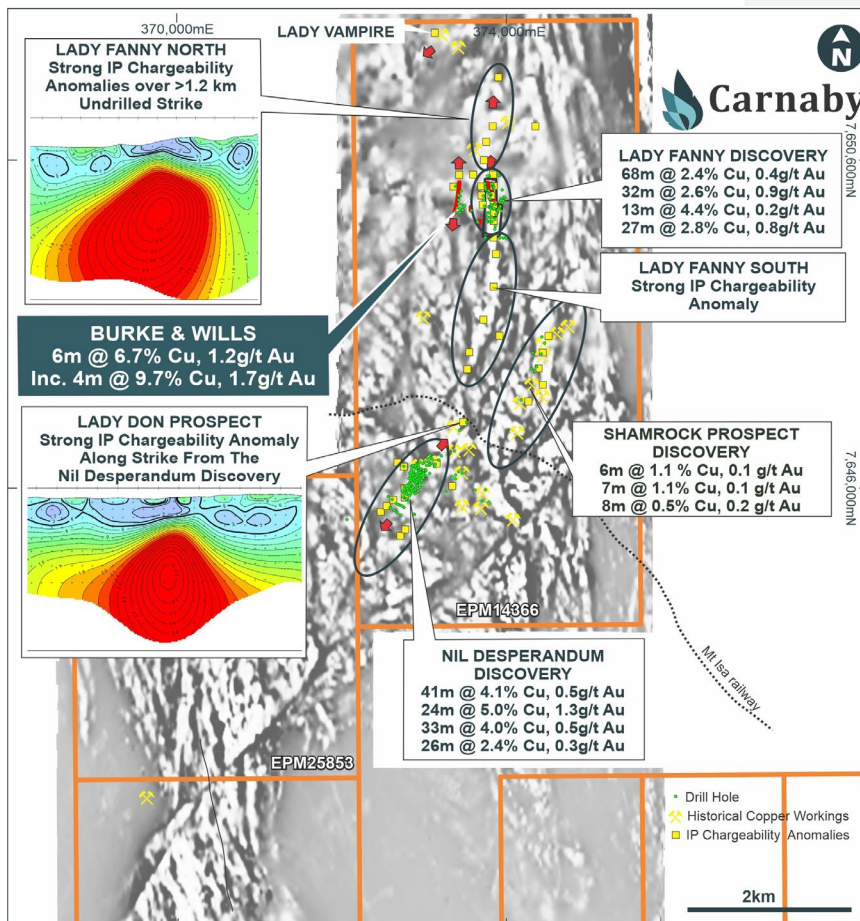 370,000mE
374,000mE
N
Carnaby
7,650,600mN
7,646,000mN
LADY VAMPIRE
LADY FANNY NORTH
Strong IP Chargeability
Anomalies over >1.2 km
Undrilled Strike
LADY FANNY DISCOVERY
68m @ 2.4% Cu, 0.4g/t Au
32m @ 2.6% Cu, 0.9g/t Au
13m @ 4.4% Cu, 0.2g/t Au
27m @ 2.8% Cu, 0.8g/t Au
LADY FANNY SOUTH
Strong IP Chargeability
Anomaly
BURKE & WILLS
6m @ 6.7% Cu, 1.2g/t Au
Inc. 4m @ 9.7% Cu, 1.7g/t Au
LADY DON PROSPECT
Strong IP Chargeability Anomaly
Along Strike From The
Nil Desperandum Discovery
SHAMROCK PROSPECT
DISCOVERY
6m @ 1.1 % Cu, 0.1 g/t Au
7m @ 1.1% Cu, 0.1 g/t Au
8m @ 0.5% Cu, 0.2 g/t Au
EPM14366
NIL DESPERANDUM
DISCOVERY
41m @ 4.1% Cu, 0.5g/t Au
24m @ 5.0% Cu, 1.3g/t Au
33m @ 4.0% Cu, 0.5g/t Au
26m @ 2.4% Cu, 0.3g/t Au
Mt Isa railway
EPM25853
Drill Hole
Historical Copper Workings
IP Chargeability Anomalies
2km